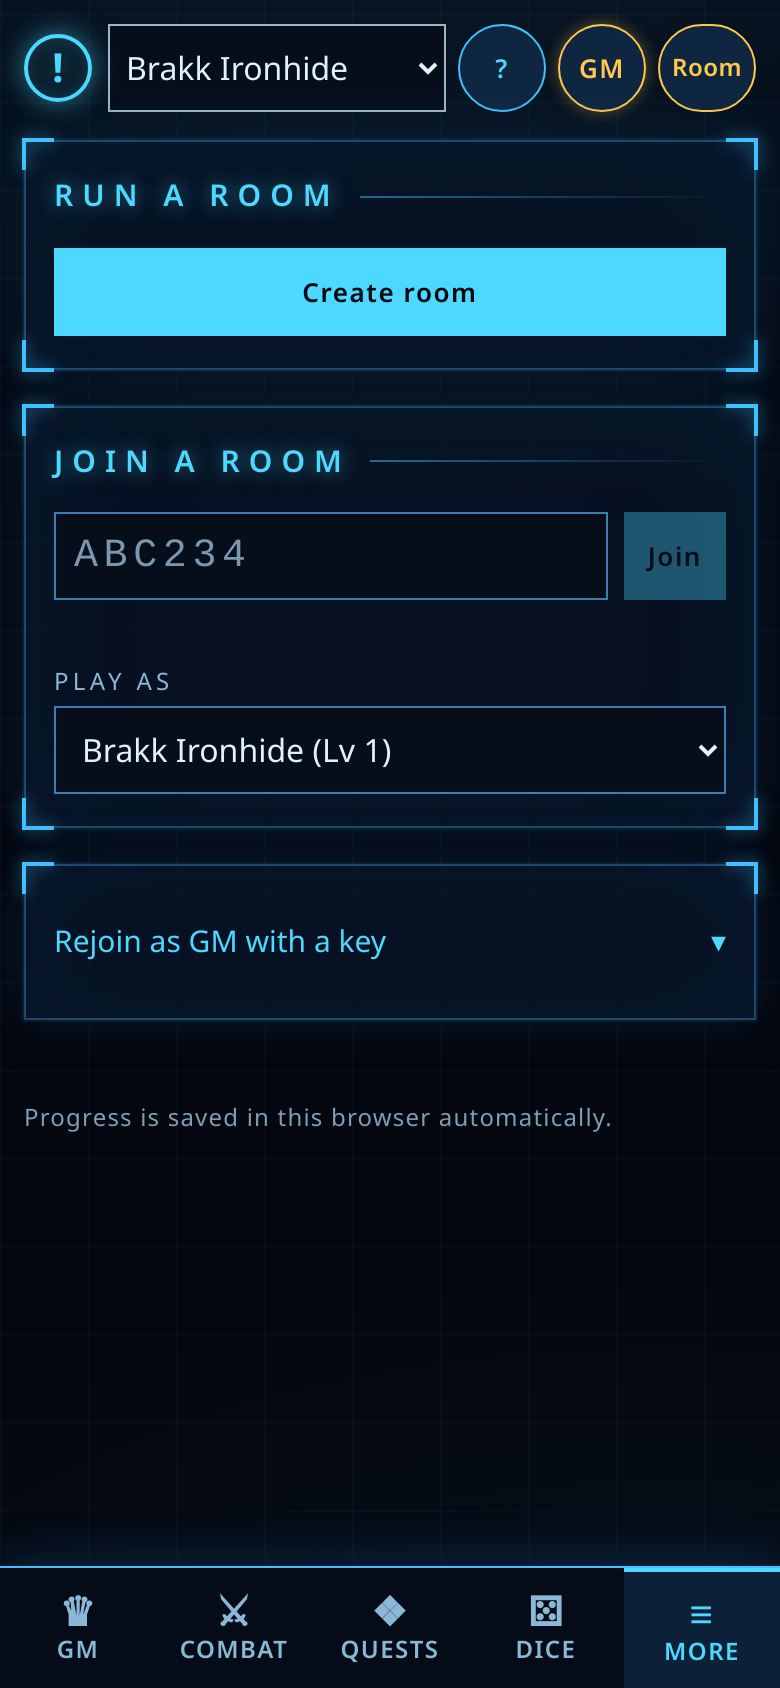 !
Brakk Ironhide
?
GM
Room
RUN A ROOM
Create room
JOIN A ROOM
ABC234
Join
PLAY AS
Brakk Ironhide (Lv 1)
Rejoin as GM with a key
Progress is saved in this browser automatically.
GM
COMBAT
QUESTS
DICE
MORE